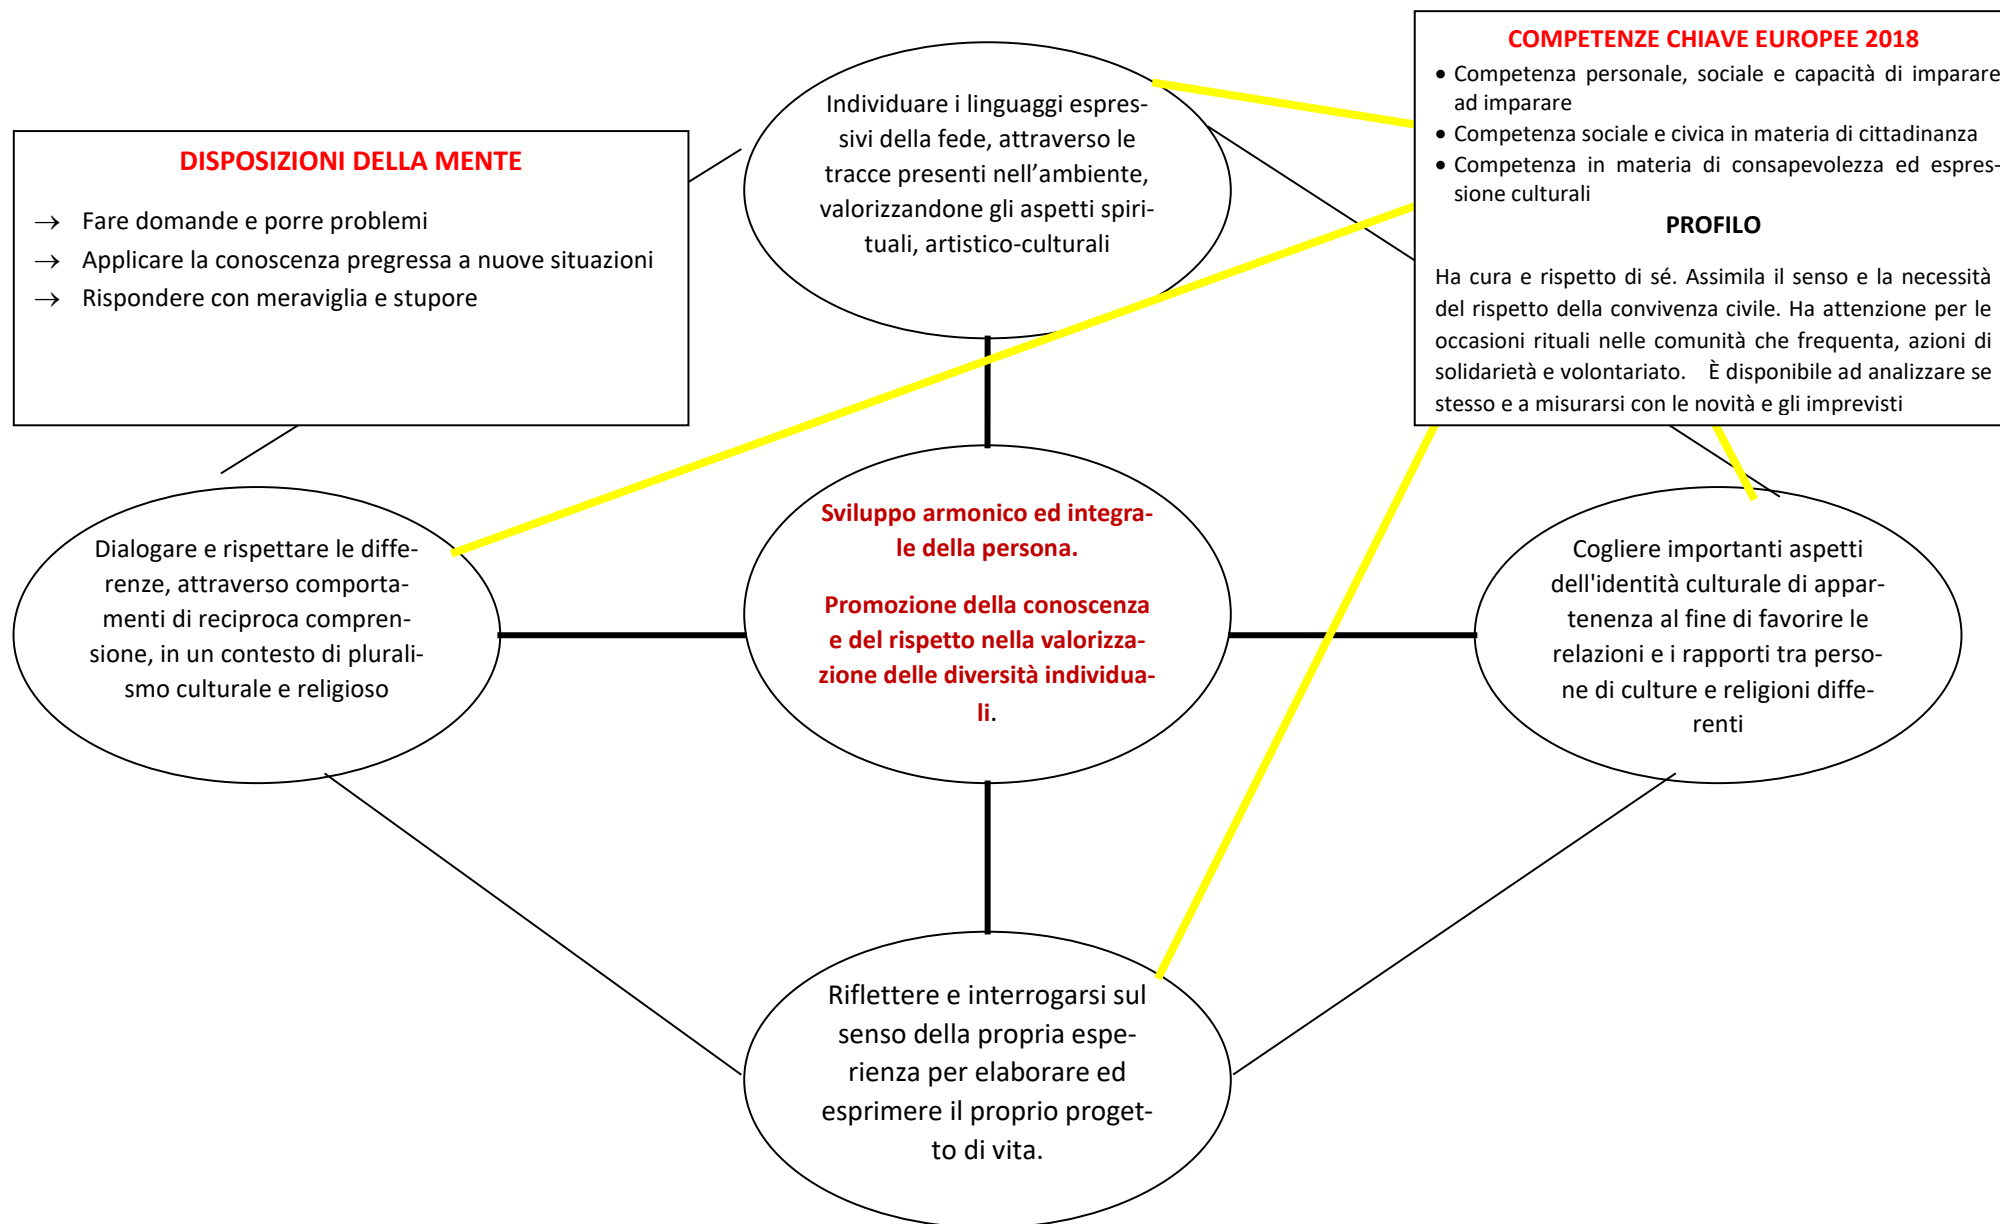 COMPETENZE CHIAVE EUROPEE 2018
• Competenza personale, sociale e capacità di imparare
ad imparare
• Competenza sociale e civica in materia di cittadinanza
• Competenza in materia di consapevolezza ed espres-
sione culturali
PROFILO
Ha cura e rispetto di sé. Assimila il senso e la necessità
del rispetto della convivenza civile. Ha attenzione per le
occasioni rituali nelle comunità che frequenta, azioni di
solidarietà e volontariato. È disponibile ad analizzare se
stesso e a misurarsi con le novità e gli imprevisti
Individuare i linguaggi espres-
sivi della fede, attraverso le
tracce presenti nell’ambiente,
valorizzandone gli aspetti spiri-
tuali, artistico-culturali
DISPOSIZIONI DELLA MENTE
→ Fare domande e porre problemi
→ Applicare la conoscenza pregressa a nuove situazioni
→ Rispondere con meraviglia e stupore
Dialogare e rispettare le diffe-
renze, attraverso comporta-
menti di reciproca compren-
sione, in un contesto di plurali-
smo culturale e religioso
Sviluppo armonico ed integra-
le della persona.
Promozione della conoscenza
e del rispetto nella valorizza-
zione delle diversità individua-
li.
Cogliere importanti aspetti
dell'identità culturale di appar-
tenenza al fine di favorire le
relazioni e i rapporti tra perso-
ne di culture e religioni diffe-
renti
Riflettere e interrogarsi sul
senso della propria espe-
rienza per elaborare ed
esprimere il proprio proget-
to di vita.